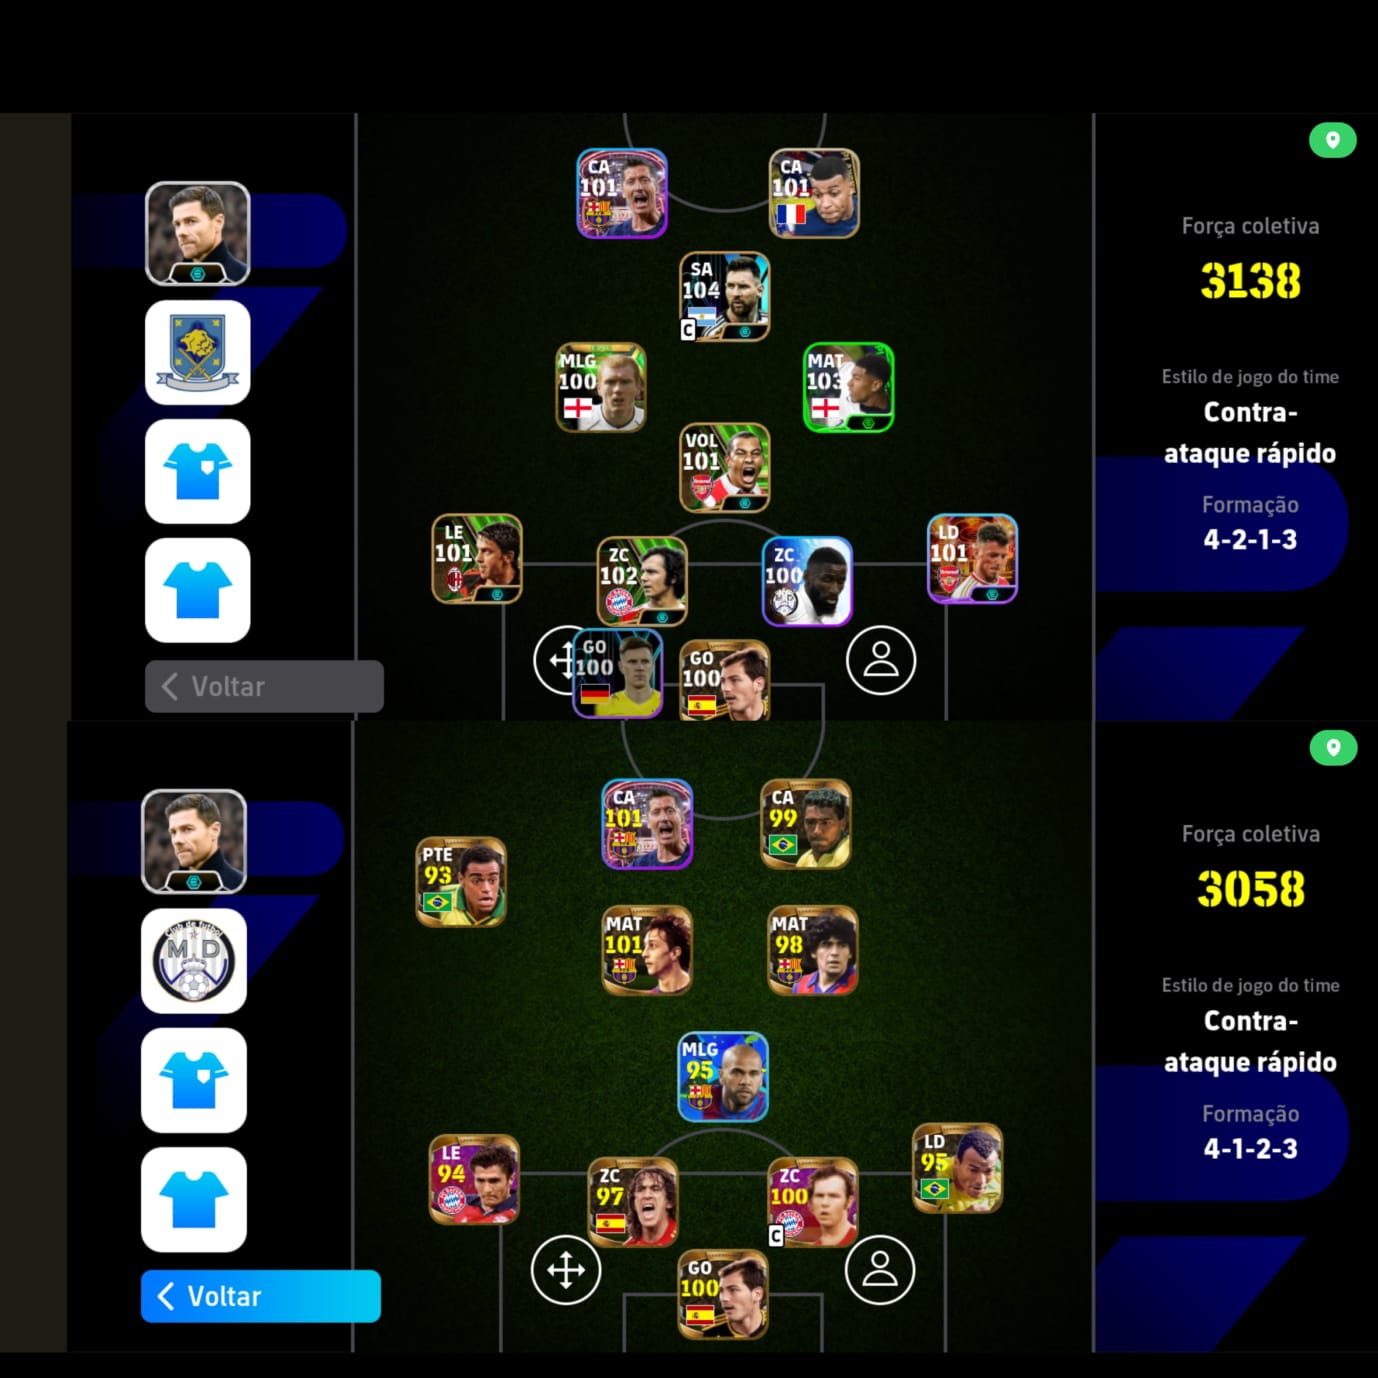 CA
101
CA
101
SA
104
C
MLG
100
MAT
103
VOL
101
LE
101
ZC
102
ZC
100
LD
101
GO
100
GO
100
Voltar
Força coletiva
3138
Estilo de jogo do time
Contra-
ataque rápido
Formação
4-2-1-3
CA
101
CA
99
PTE
93
MAT
101
MAT
98
MLG
95
LE
94
ZC
97
ZC
100
C
LD
95
GO
100
Club de futbol
M D
Voltar
Força coletiva
3058
Estilo de jogo do time
Contra-
ataque rápido
Formação
4-1-2-3